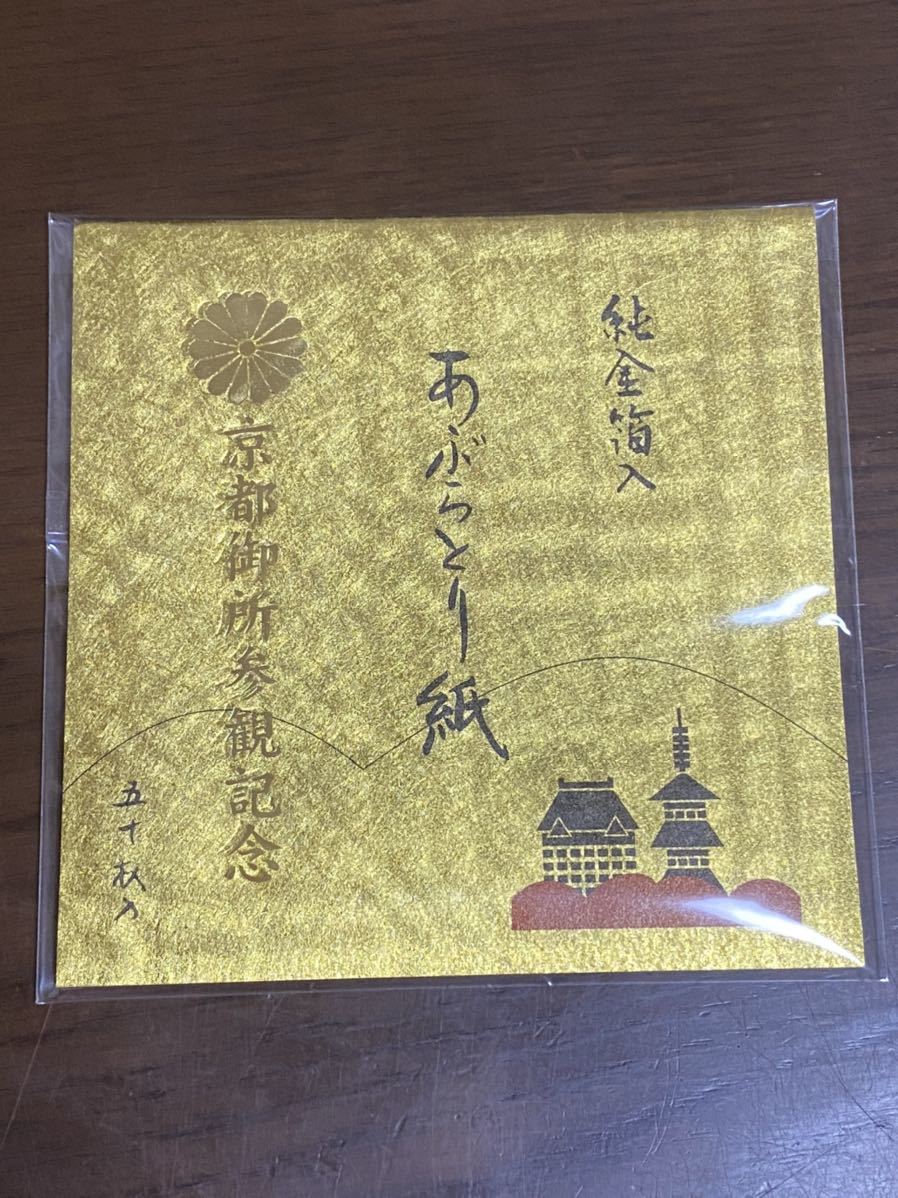 純金箔入
あぶらとり紙
京都御所参観記念
五十枚入